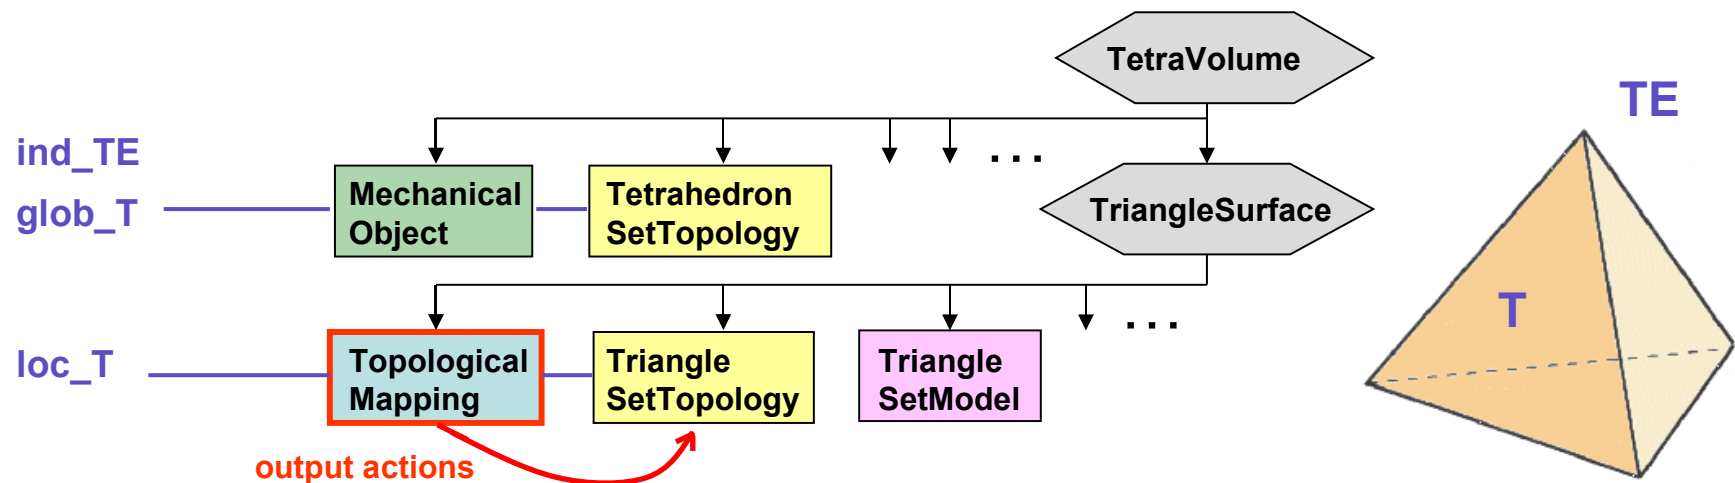 TetraVolume
TE
ind_TE
glob_T
Mechanical
Object
Tetrahedron
SetTopology
...
TriangleSurface
T
loc_T
Topological
Mapping
Triangle
SetTopology
Triangle
SetModel
...
output actions